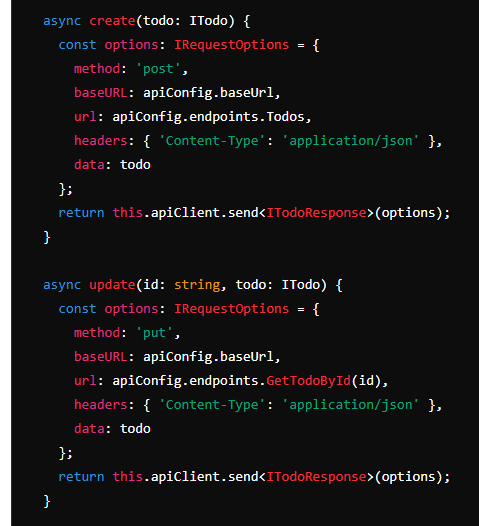 async create(todo: ITodo) {
  const options: IRequestOptions = {
    method: 'post',
    baseURL: apiConfig.baseUrl,
    url: apiConfig.endpoints.Todos,
    headers: { 'Content-Type': 'application/json' },
    data: todo
  };
  return this.apiClient.send<ITodoResponse>(options);
}

async update(id: string, todo: ITodo) {
  const options: IRequestOptions = {
    method: 'put',
    baseURL: apiConfig.baseUrl,
    url: apiConfig.endpoints.GetTodoById(id),
    headers: { 'Content-Type': 'application/json' },
    data: todo
  };
  return this.apiClient.send<ITodoResponse>(options);
}